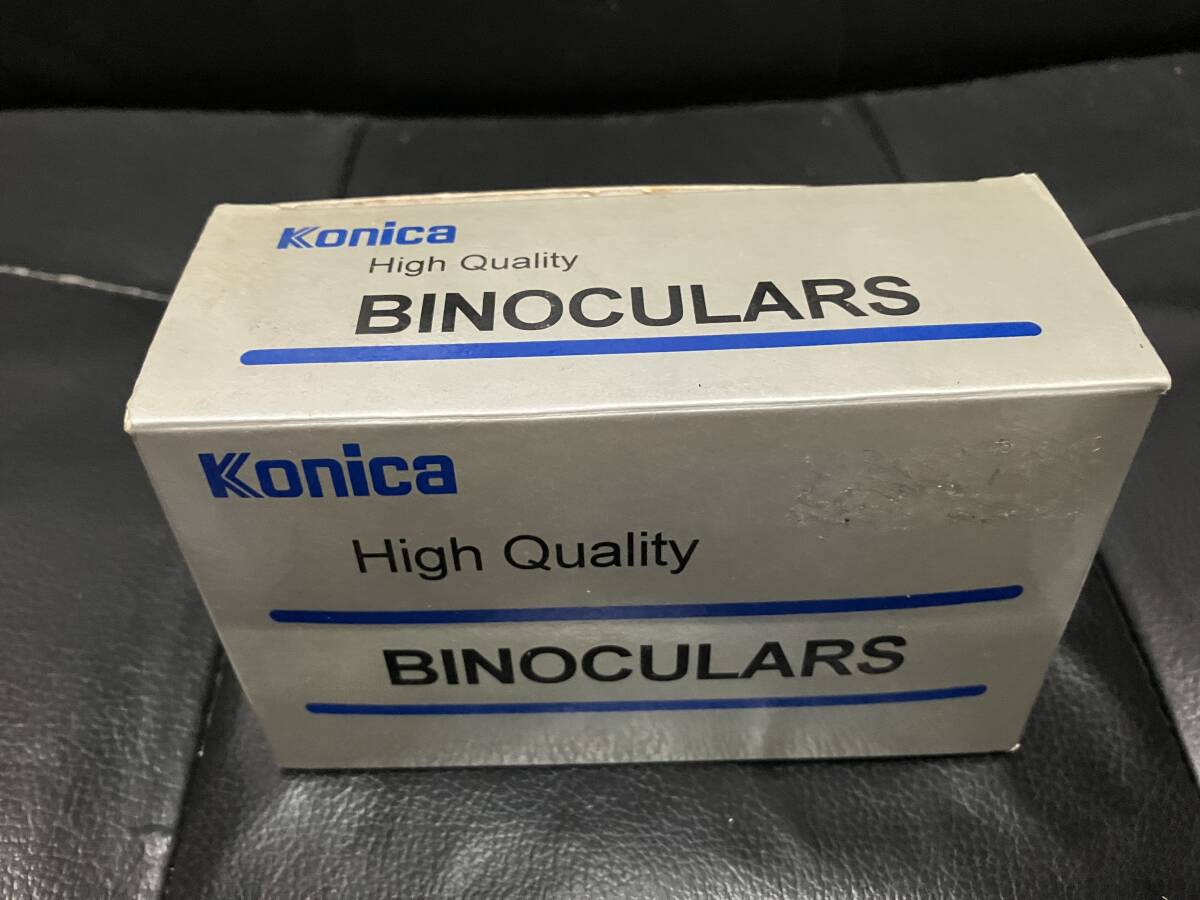 Konica
High Quality
BINOCULARS
Konica
High Quality
BINOCULARS